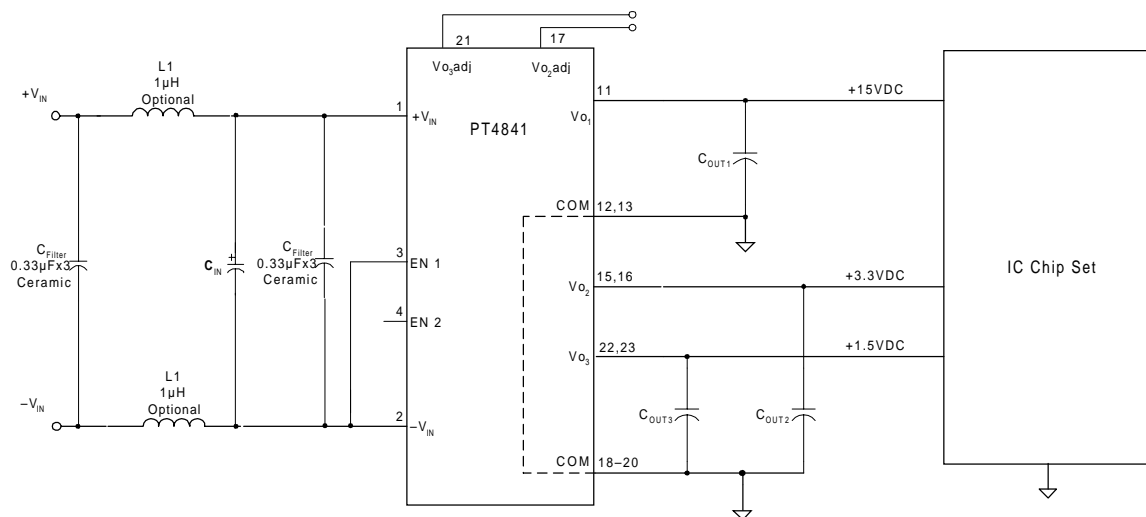 21
17
Vo3adj
Vo2adj
L1
1µH
Optional
+VIN
1
+VIN
PT4841
11
Vo1
+15VDC
COUT1
COM
12,13
CFilter
0.33µFx3
Ceramic
+
CIN
CFilter
0.33µFx3
Ceramic
3
EN 1
4
EN 2
15,16
Vo2
+3.3VDC
IC Chip Set
22,23
Vo3
+1.5VDC
COUT3
COUT2
L1
1µH
Optional
–VIN
2
–VIN
COM
18–20